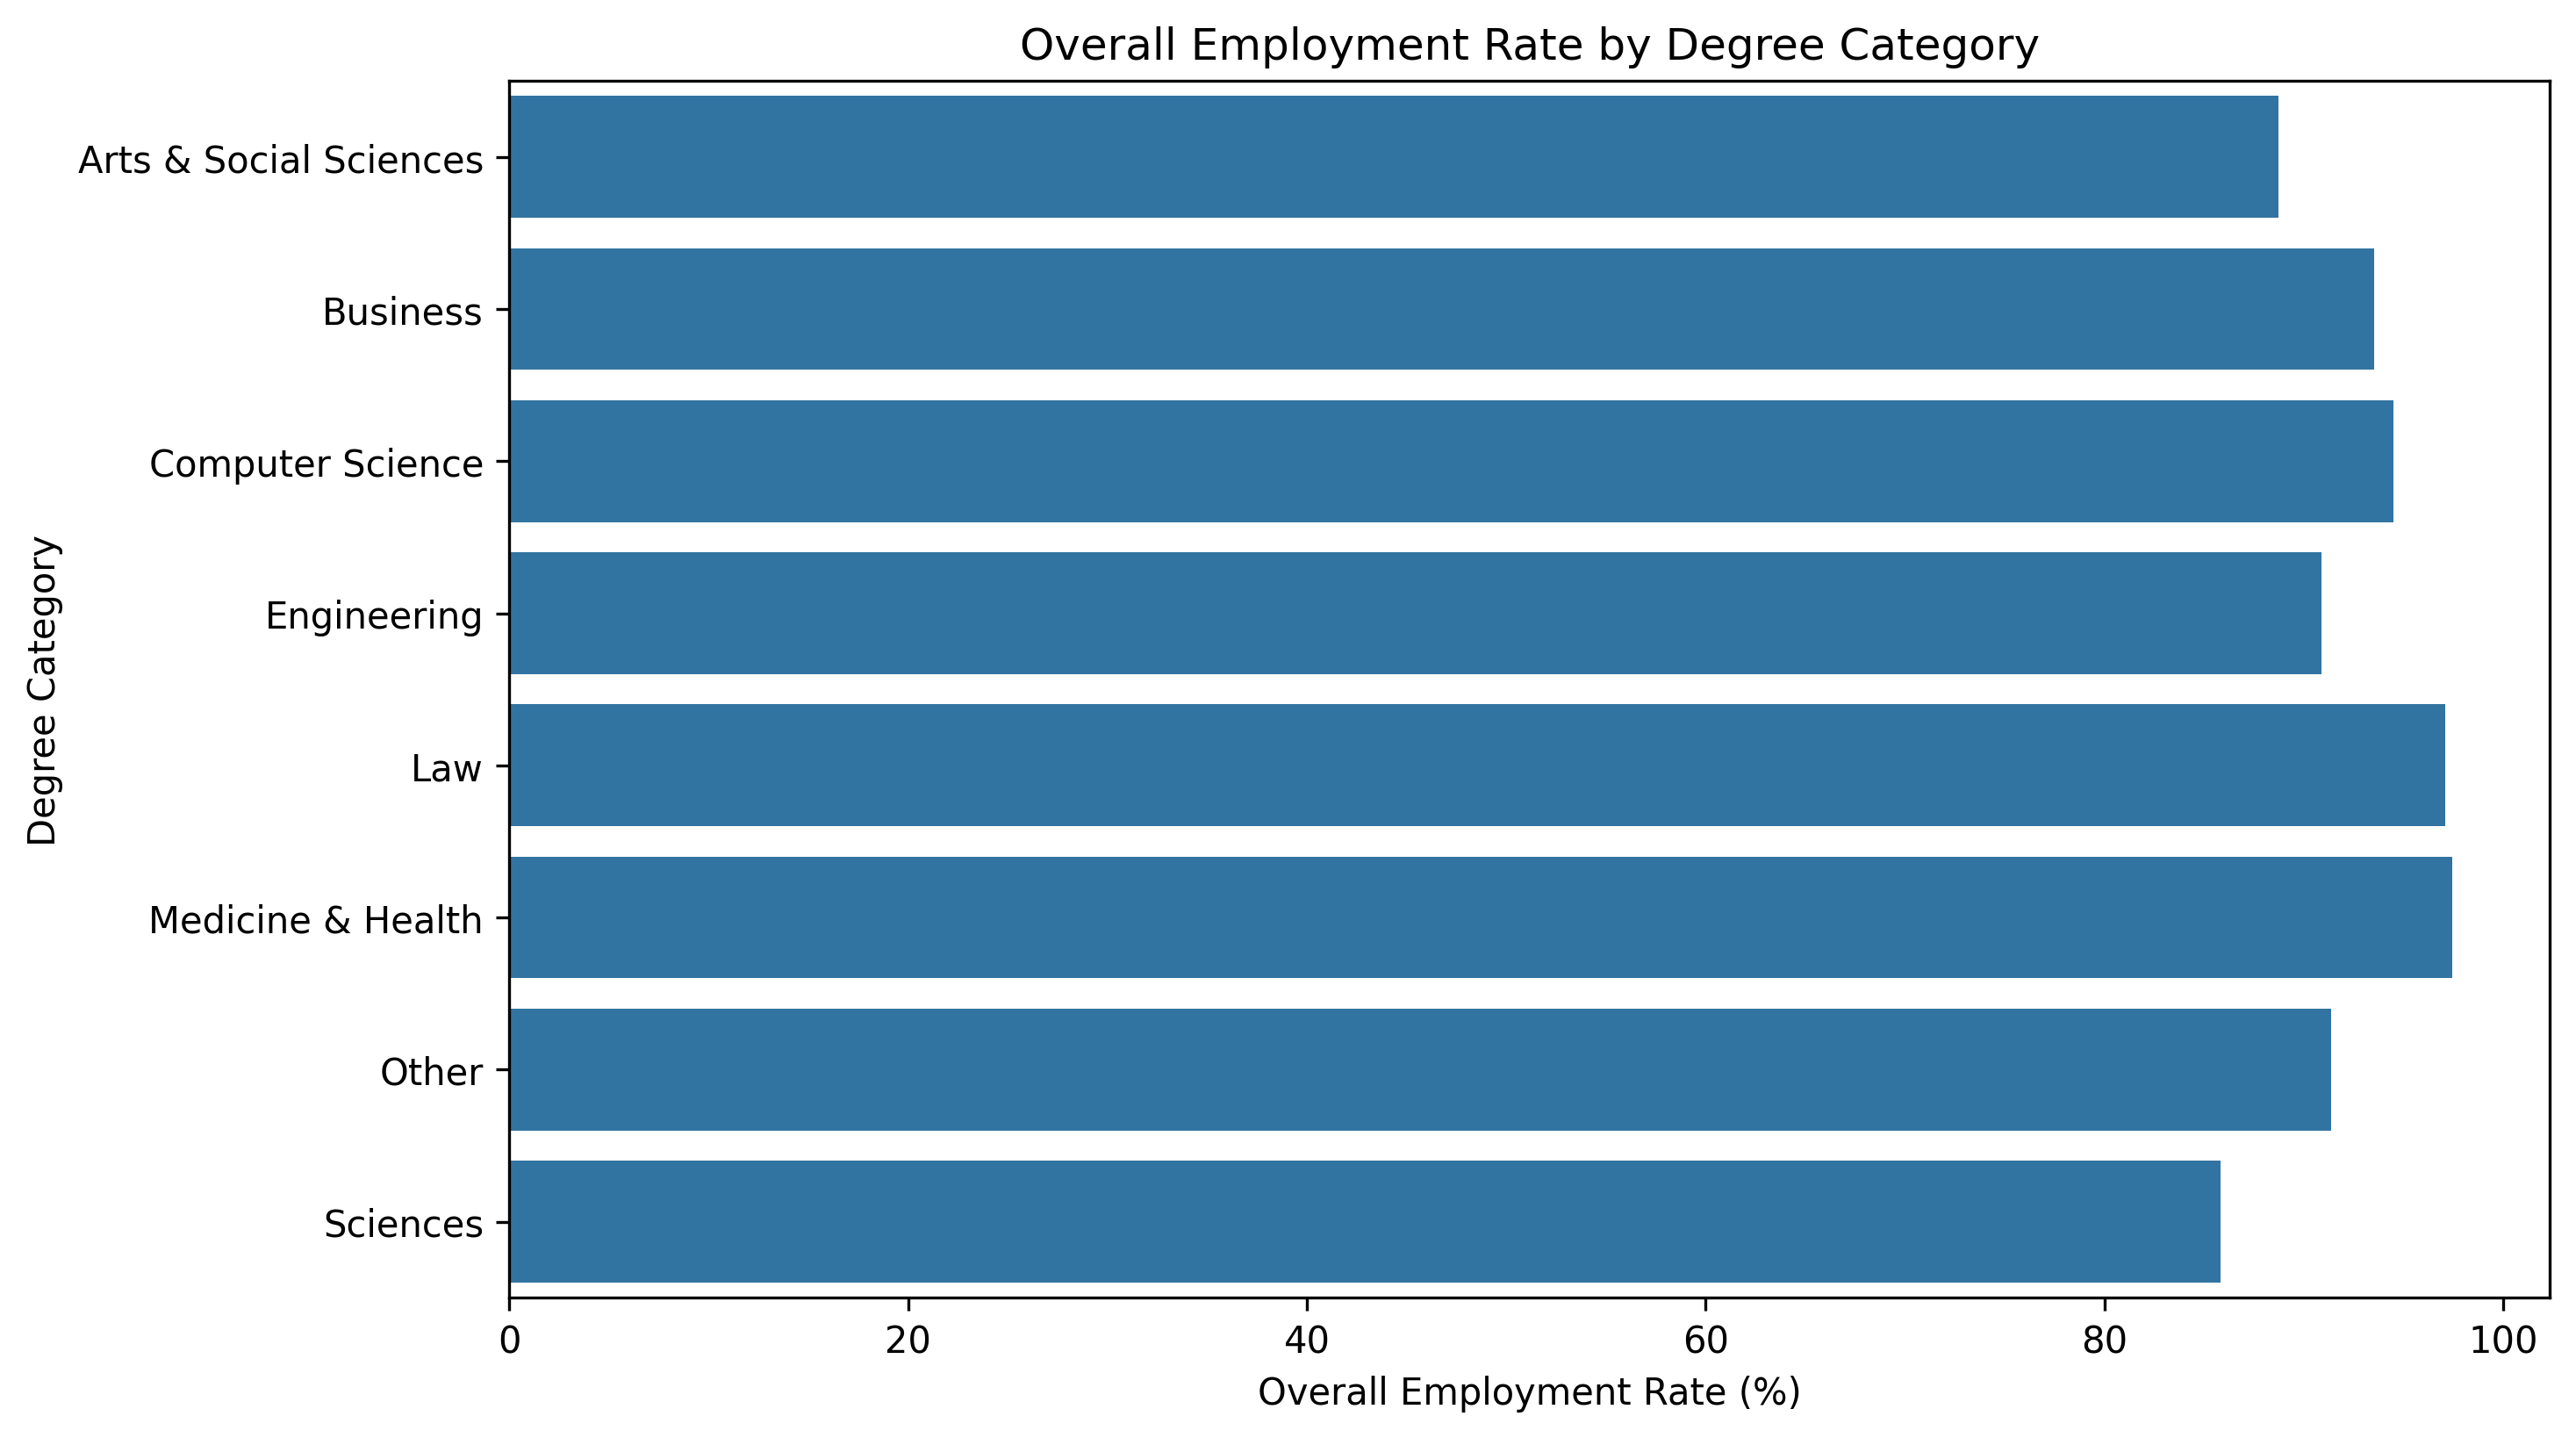 Overall Employment Rate by Degree Category
Degree Category
Arts & Social Sciences
Business
Computer Science
Engineering
Law
Medicine & Health
Other
Sciences
0 20 40 60 80 100
Overall Employment Rate (%)